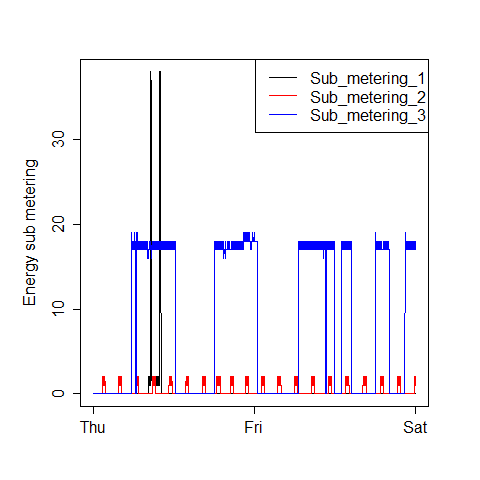 Sub_metering_1
Sub_metering_2
Sub_metering_3
Energy sub metering
30
20
10
0
Thu Fri Sat